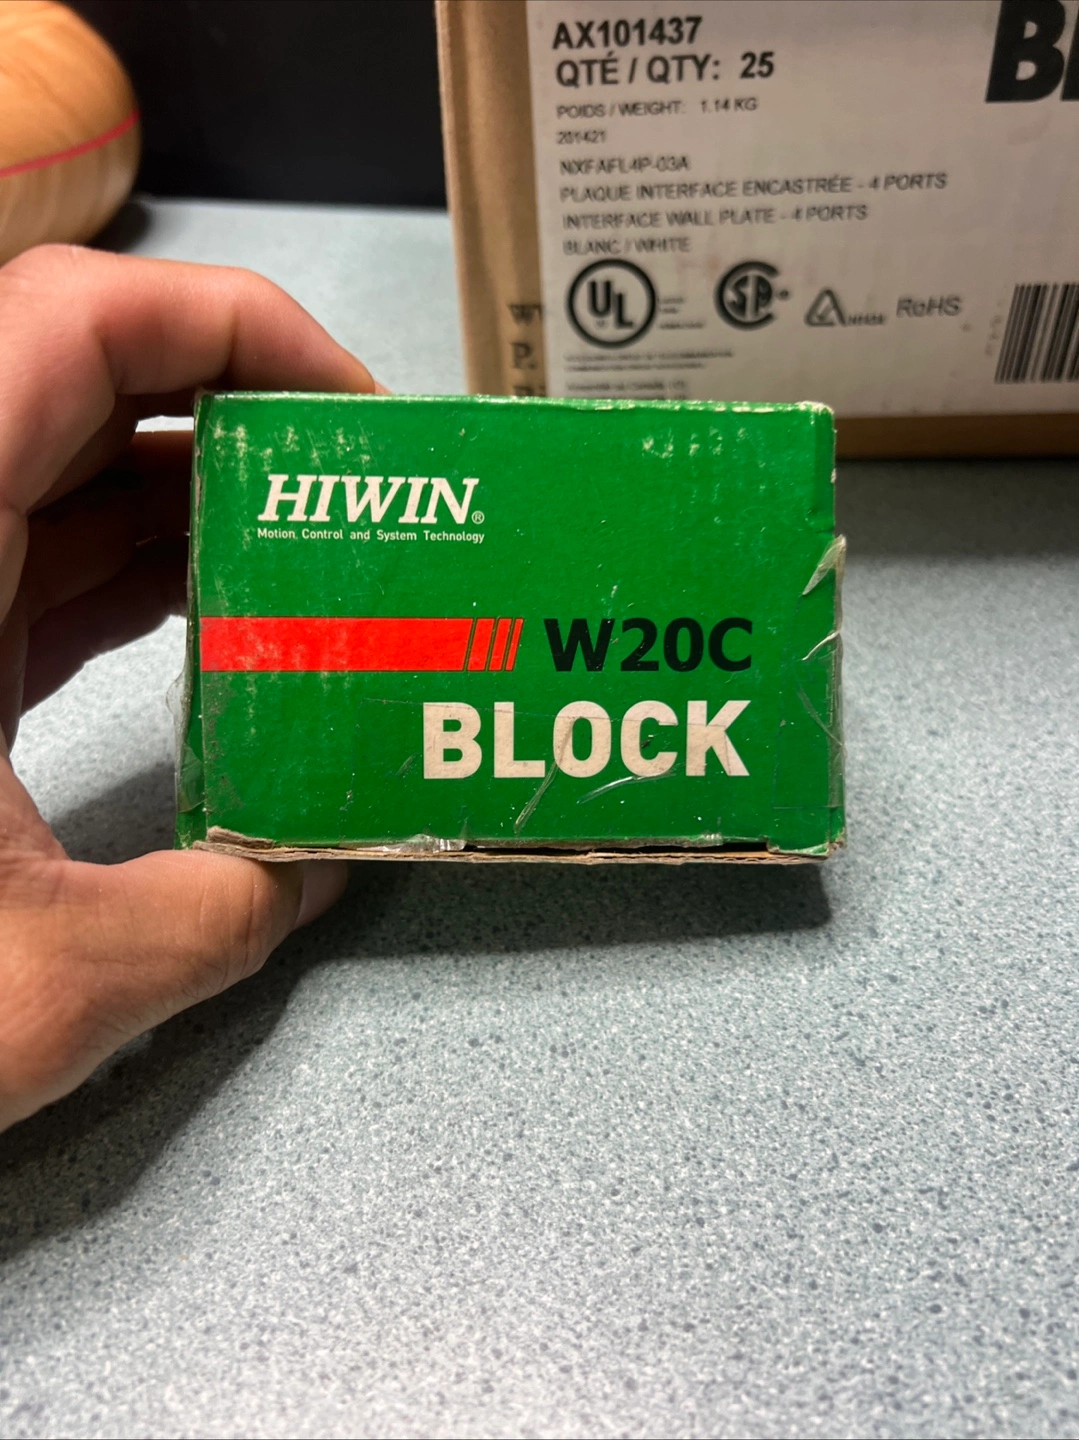 AX101437
QTÉ / QTY: 25
POIDS / WEIGHT: 1.14 KG
201421
NXFAFL4P-03A
PLAQUE INTERFACE ENCASTRÉE - 4 PORTS
INTERFACE WALL PLATE - 4 PORTS
BLANC / WHITE
UL
RoHS
HIWIN®
Motion Control and System Technology
W20C
BLOCK